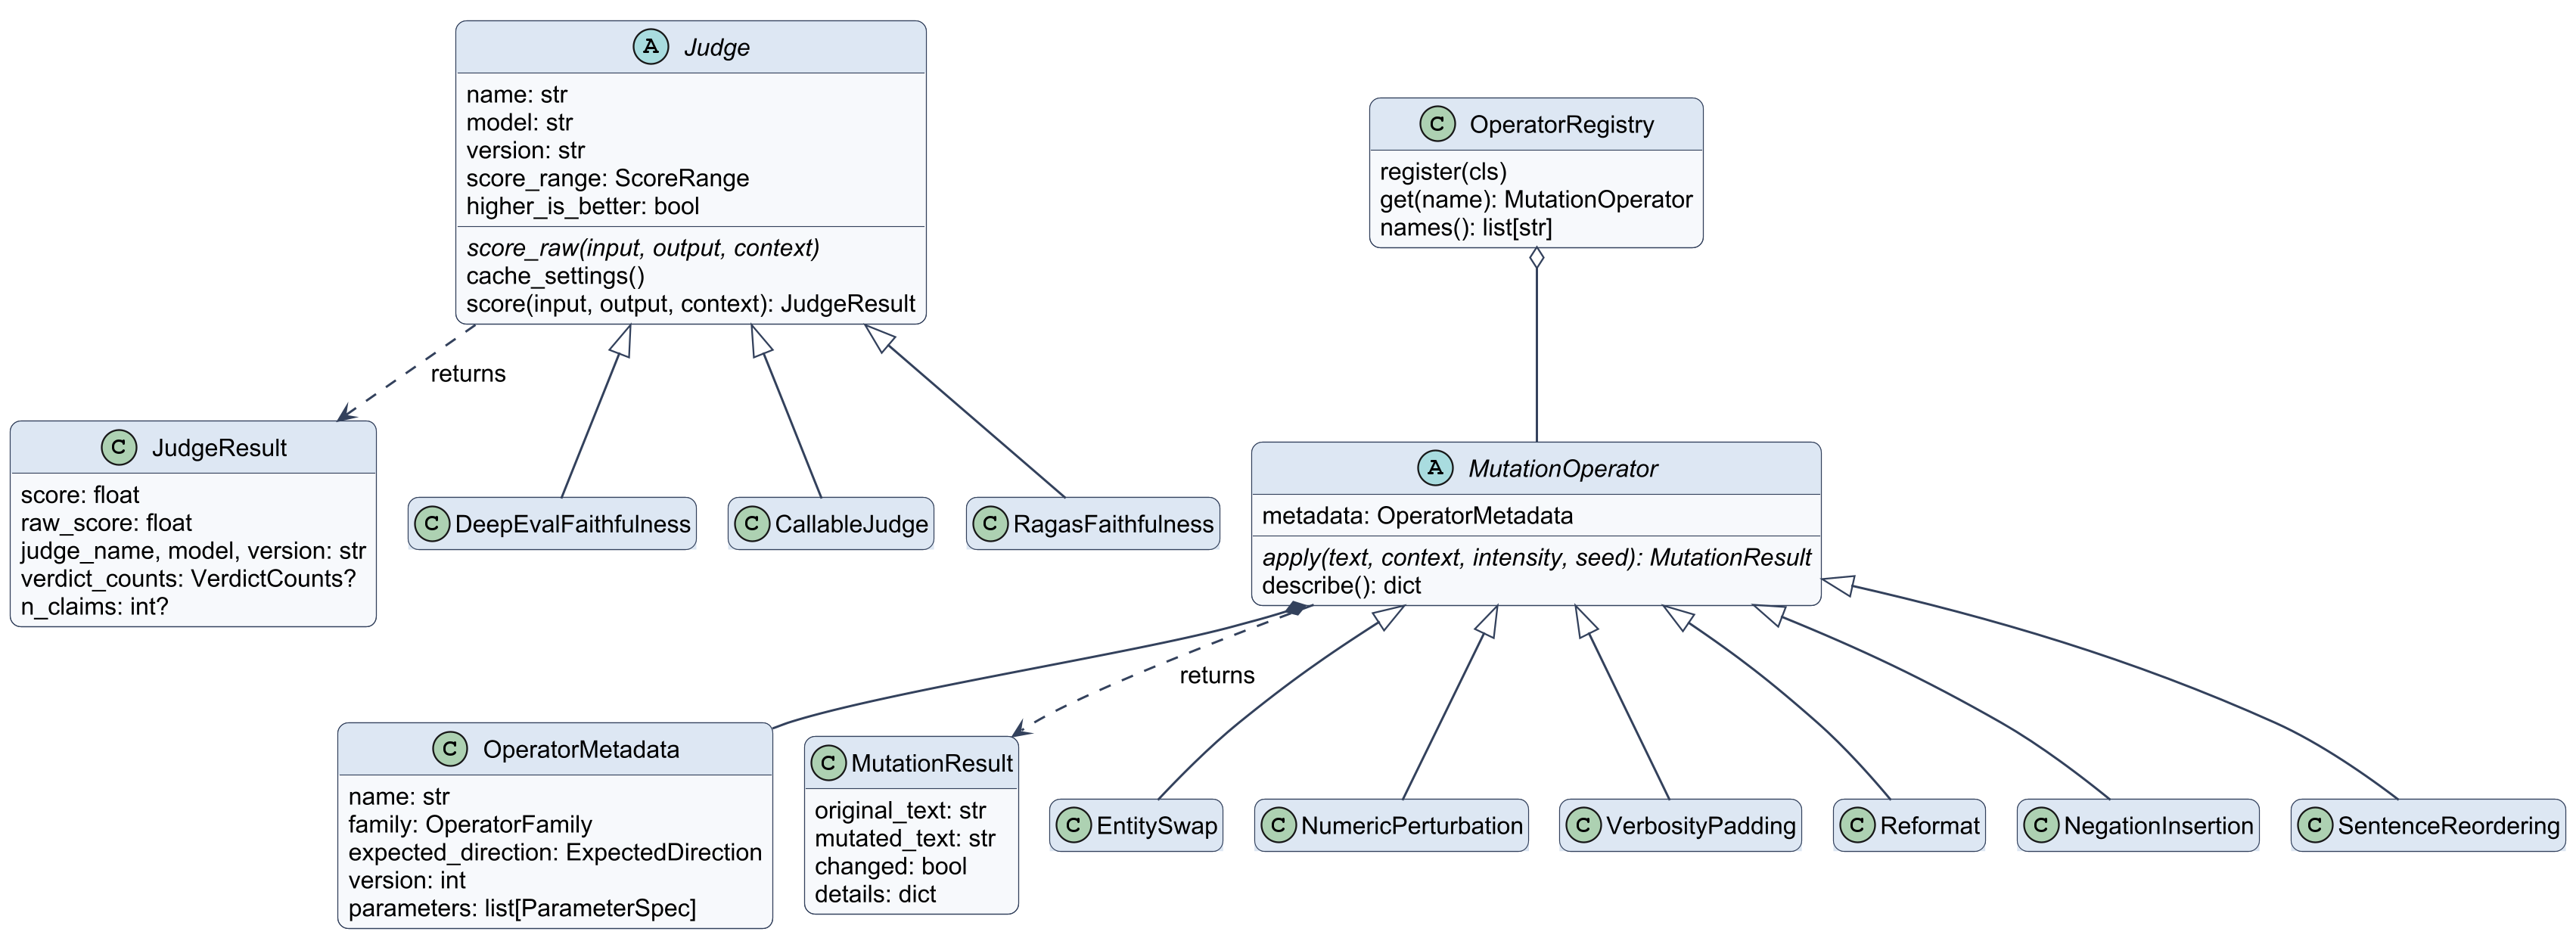 A Judge
name: str
model: str
version: str
score_range: ScoreRange
higher_is_better: bool
score_raw(input, output, context)
cache_settings()
score(input, output, context): JudgeResult
C OperatorRegistry
register(cls)
get(name): MutationOperator
names(): list[str]
returns
C JudgeResult
score: float
raw_score: float
judge_name, model, version: str
verdict_counts: VerdictCounts?
n_claims: int?
C DeepEvalFaithfulness
C CallableJudge
C RagasFaithfulness
A MutationOperator
metadata: OperatorMetadata
apply(text, context, intensity, seed): MutationResult
describe(): dict
returns
C OperatorMetadata
name: str
family: OperatorFamily
expected_direction: ExpectedDirection
version: int
parameters: list[ParameterSpec]
C MutationResult
original_text: str
mutated_text: str
changed: bool
details: dict
C EntitySwap
C NumericPerturbation
C VerbosityPadding
C Reformat
C NegationInsertion
C SentenceReordering